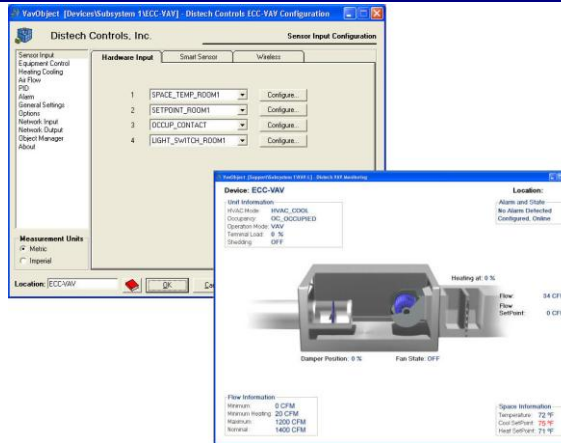 VavObject [Devices\Subsystem 1\ECC-VAV] - Distech Controls ECC-VAV Configuration
Distech Controls, Inc.
Sensor Input Configuration
Sensor Input
Equipment Control
Heating Cooling
Air Flow
PID
Alarm
General Settings
Options
Network Input
Network Output
Object Manager
About
Hardware Input
Smart Sensor
Wireless
1 SPACE_TEMP_ROOM1 Configure...
2 SETPOINT_ROOM1 Configure...
3 OCCUP_CONTACT Configure...
4 LIGHT_SWITCH_ROOM1 Configure...
Measurement Units
Metric
Imperial
Location: ECC-VAV
OK
Device: ECC-VAV
Location:
Unit Information
HVAC Mode: HVAC_COOL
Occupancy: OC_OCCUPIED
Operation Mode: VAV
Terminal Load: 0 %
Shedding: OFF
Alarm and State
No Alarm Detected
Configured, Online
Heating at: 0 %
Flow: 34 CF
Flow SetPoint: 0 CF
Damper Position: 0 %
Fan State: OFF
Flow Information
Minimum 0 CFM
Minimum Heating 20 CFM
Maximum 1200 CFM
Nominal 1400 CFM
Space Information
Temperature 72 °F
Cool SetPoint 75 °F
Heat SetPoint 71 °F